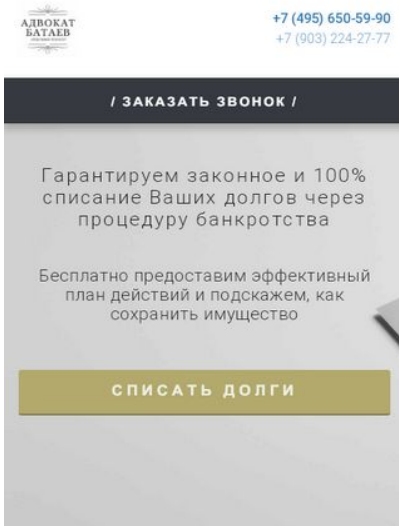 АДВОКАТ
БАТАЕВ
+7 (495) 650-59-90
+7 (903) 224-27-77
/ ЗАКАЗАТЬ ЗВОНОК /
Гарантируем законное и 100%
списание Ваших долгов через
процедуру банкротства
Бесплатно предоставим эффективный
план действий и подскажем, как
сохранить имущество
СПИСАТЬ ДОЛГИ